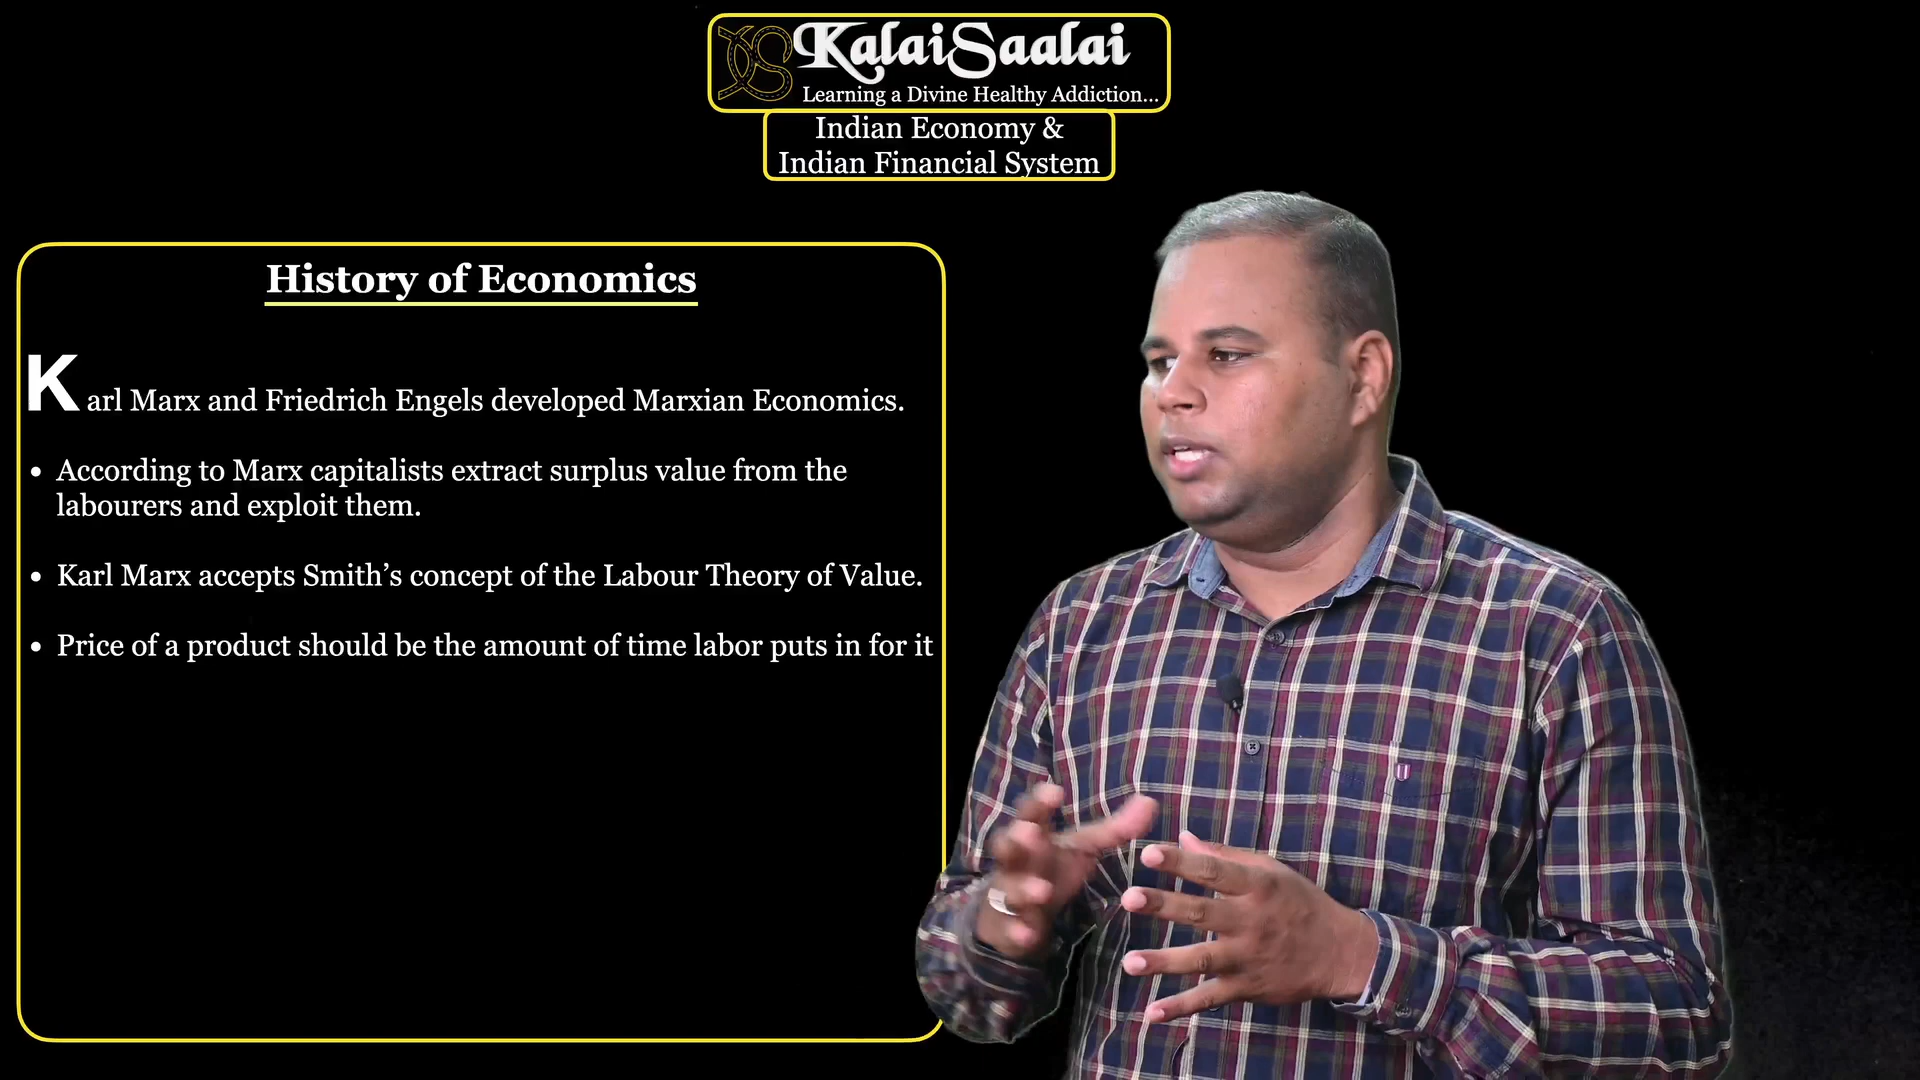 KalaiSaalai
Learning a Divine Healthy Addiction...
Indian Economy &
Indian Financial System
History of Economics
Karl Marx and Friedrich Engels developed Marxian Economics.
• According to Marx capitalists extract surplus value from the
labourers and exploit them.
• Karl Marx accepts Smith’s concept of the Labour Theory of Value.
• Price of a product should be the amount of time labor puts in for it